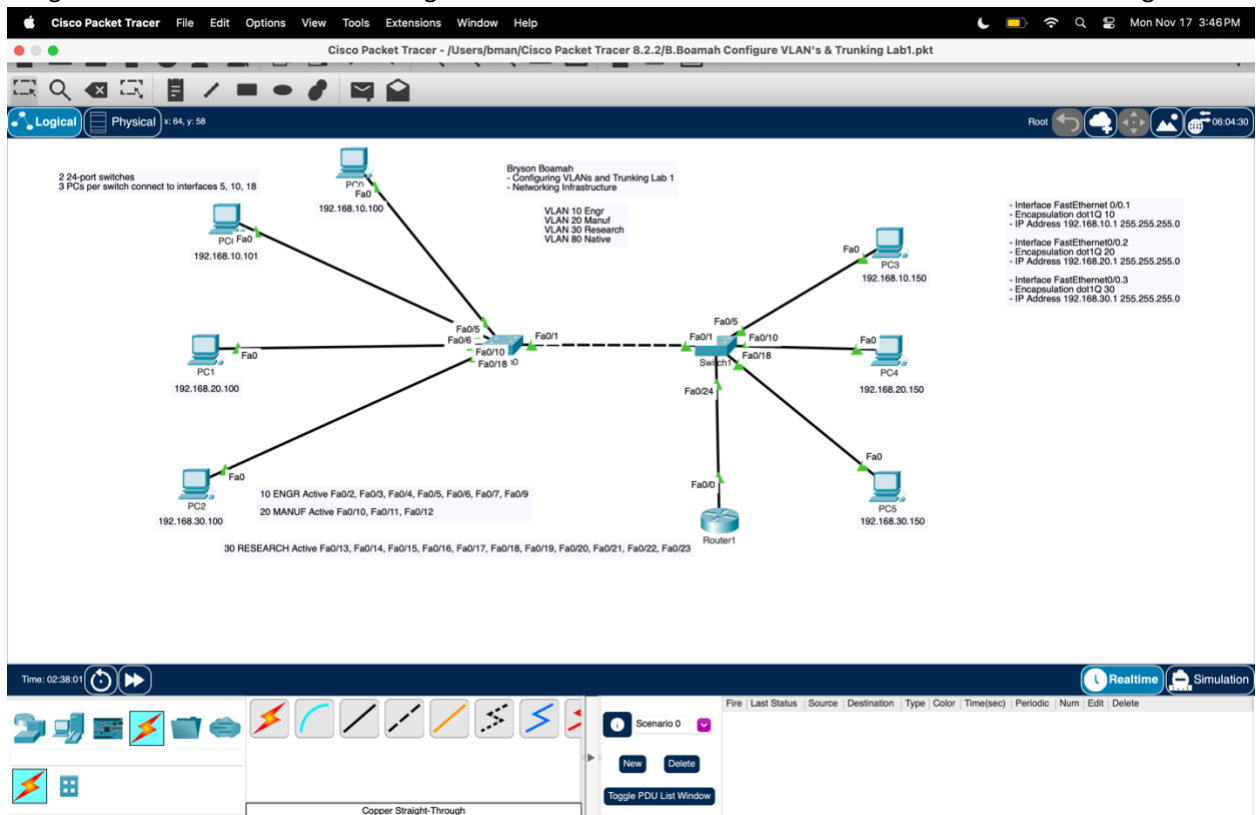 Cisco Packet Tracer File Edit Options View Tools Extensions Window Help Mon Nov 17 3:46 PM
Cisco Packet Tracer - /Users/bman/Cisco Packet Tracer 8.2.2/B.Boamah Configure VLAN's & Trunking Lab1.pkt
Logical Physical x: 64, y: 58 Root 06:04:30
2 24-port switches
3 PCs per switch connect to interfaces 5, 10, 18
PC0
Fa0
192.168.10.100
Bryson Boamah
- Configuring VLANs and Trunking Lab 1
- Networking Infrastructure
VLAN 10 Engr
VLAN 20 Manuf
VLAN 30 Research
VLAN 80 Native
- Interface FastEthernet 0/0.1
- Encapsulation dot1Q 10
- IP Address 192.168.10.1 255.255.255.0
- Interface FastEthernet0/0.2
- Encapsulation dot1Q 20
- IP Address 192.168.20.1 255.255.255.0
- Interface FastEthernet0/0.3
- Encapsulation dot1Q 30
- IP Address 192.168.30.1 255.255.255.0
Fa0
192.168.10.101
Fa0
PC3
192.168.10.150
Fa0/5
Fa0/6
Fa0/10
Fa0/18
Fa0/1
Fa0/1
Fa0/5
Fa0/10
Fa0/18
Fa0/24
Fa0
PC1
192.168.20.100
Fa0
PC4
192.168.20.150
Fa0
PC2
192.168.30.100
Fa0
PC5
192.168.30.150
Fa0/0
Router1
10 ENGR Active Fa0/2, Fa0/3, Fa0/4, Fa0/5, Fa0/6, Fa0/7, Fa0/9
20 MANUF Active Fa0/10, Fa0/11, Fa0/12
30 RESEARCH Active Fa0/13, Fa0/14, Fa0/15, Fa0/16, Fa0/17, Fa0/18, Fa0/19, Fa0/20, Fa0/21, Fa0/22, Fa0/23
Time: 02:38:01 Realtime Simulation
Scenario 0
Fire Last Status Source Destination Type Color Time(sec) Periodic Num Edit Delete
New Delete
Toggle PDU List Window
Copper Straight-Through